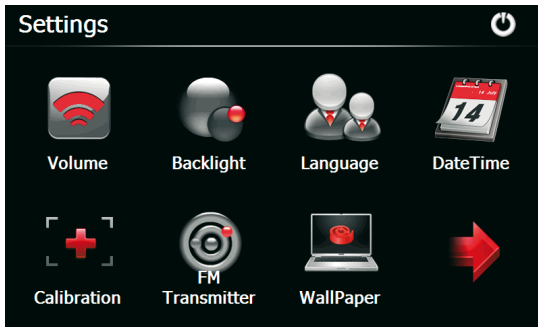 Settings
14 July
14
Volume
Backlight
Language
DateTime
Calibration
FM
Transmitter
WallPaper